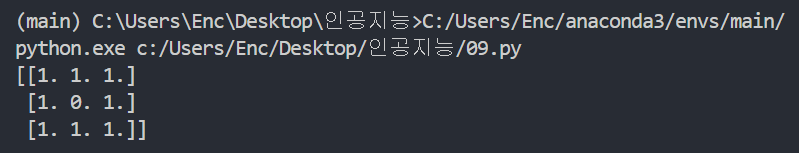 (main) C:\Users\Enc\Desktop\인공지능>C:/Users/Enc/anaconda3/envs/main/
python.exe c:/Users/Enc/Desktop/인공지능/09.py
[[1. 1. 1.]
 [1. 0. 1.]
 [1. 1. 1.]]